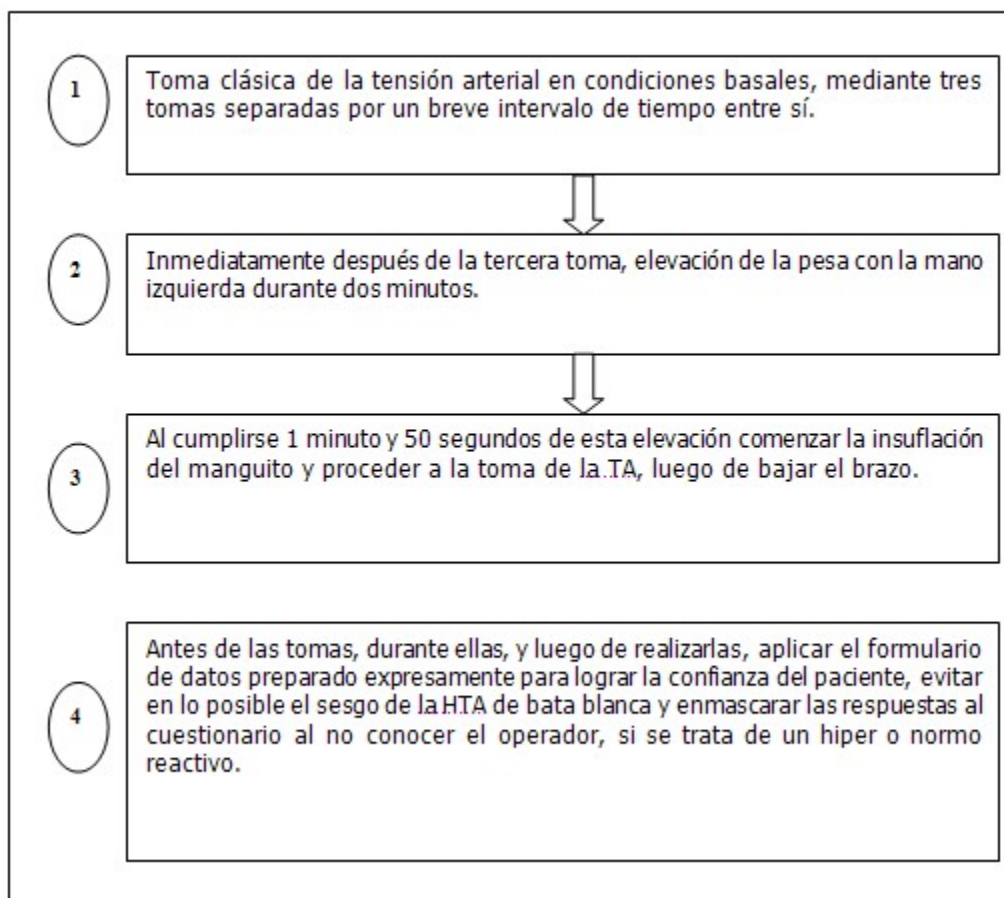 1
Toma clásica de la tensión arterial en condiciones basales, mediante tres
tomas separadas por un breve intervalo de tiempo entre sí.
2
Inmediatamente después de la tercera toma, elevación de la pesa con la mano
izquierda durante dos minutos.
3
Al cumplirse 1 minuto y 50 segundos de esta elevación comenzar la insuflación
del manguito y proceder a la toma de la TA, luego de bajar el brazo.
4
Antes de las tomas, durante ellas, y luego de realizarlas, aplicar el formulario
de datos preparado expresamente para lograr la confianza del paciente, evitar
en lo posible el sesgo de la HTA de bata blanca y enmascarar las respuestas al
cuestionario al no conocer el operador, si se trata de un hiper o normo
reactivo.